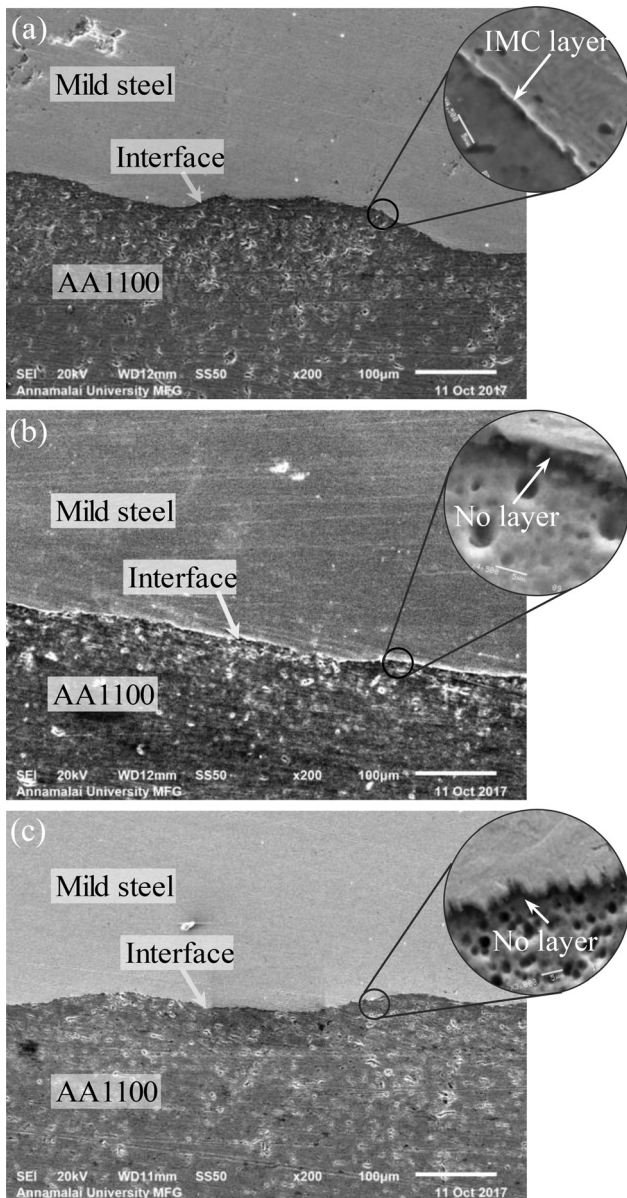 (a)
IMC layer
Mild steel
Interface
AA1100
SEI 20kV WD12mm SS50 x200 100µm
Annamalai University MFG 11 Oct 2017
(b)
No layer
5µm
Mild steel
Interface
AA1100
SEI 20kV WD12mm SS50 x200 100µm
Annamalai University MFG 11 Oct 2017
(c)
No layer
Mild steel
Interface
AA1100
SEI 20kV WD11mm SS50 x200 100µm
Annamalai University MFG 11 Oct 2017